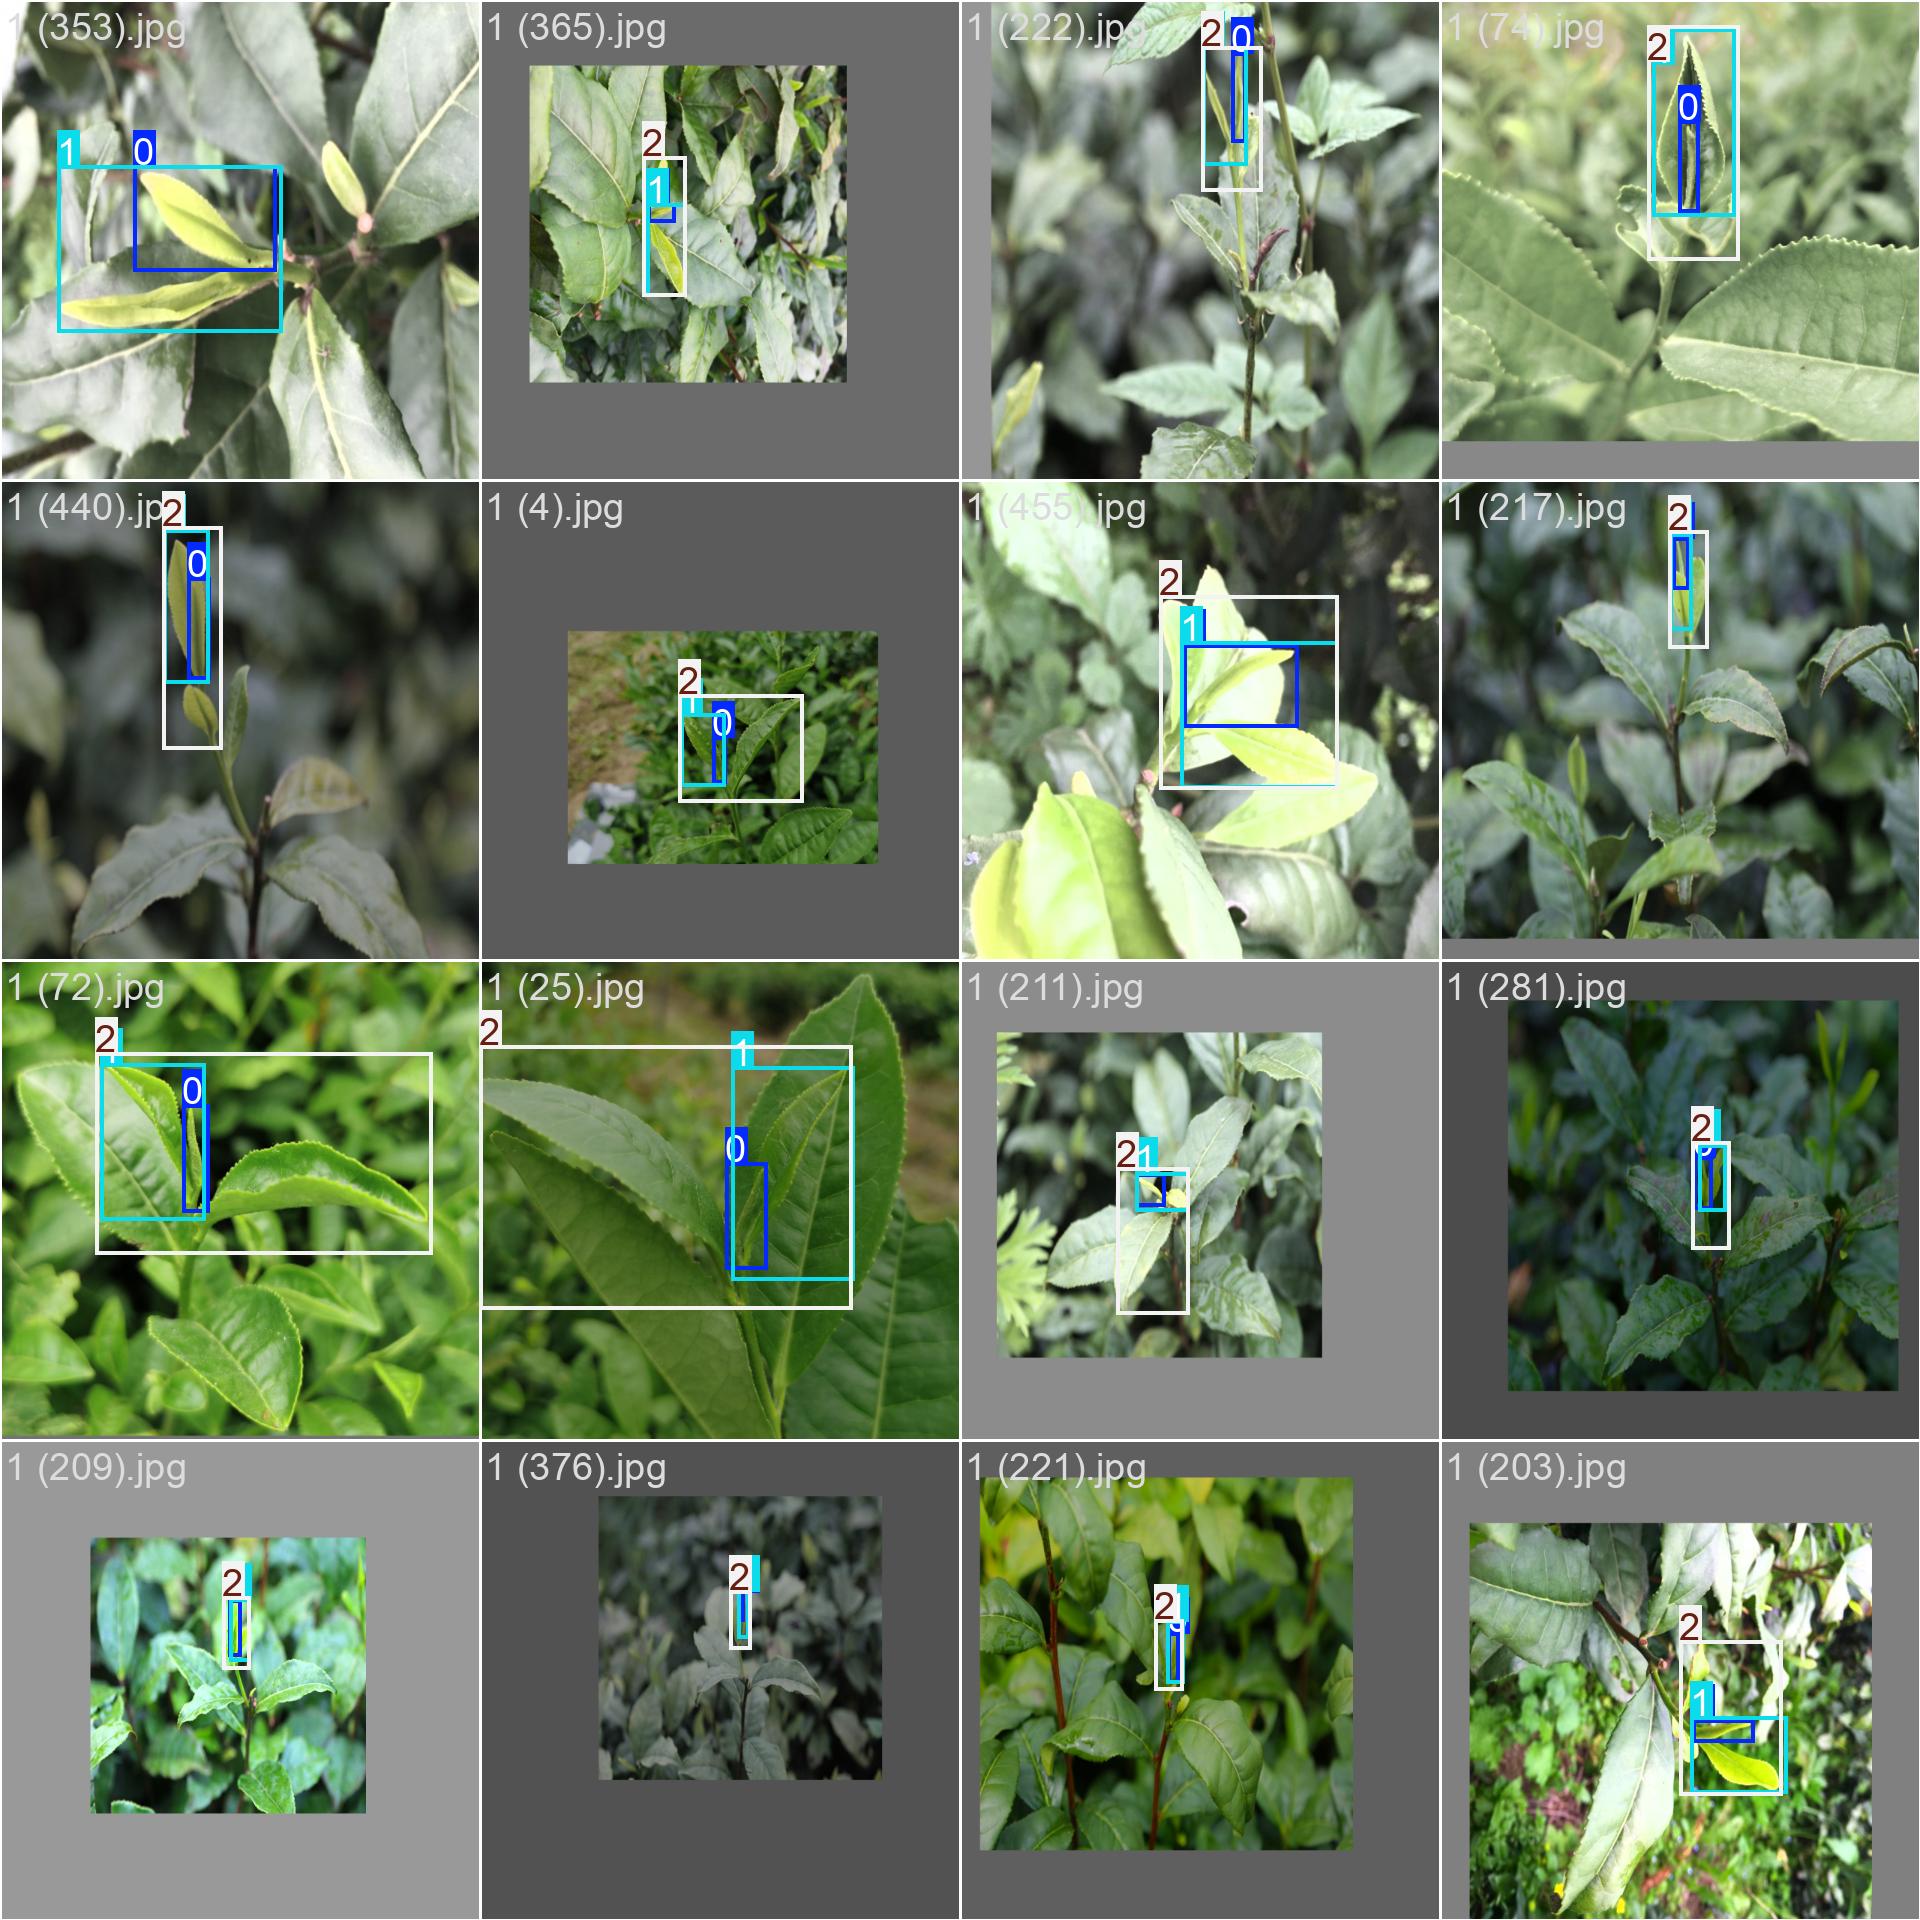 1 (353).jpg
1 0
1 (365).jpg
2
1
1 (222).jpg
2 0
1 (74).jpg
2
0
1 (440).jp
2
0
1 (4).jpg
2
1 0
1 (455).jpg
2
1
1 (217).jpg
2
1 (72).jpg
2
1
0
1 (25).jpg
2
1
0
1 (211).jpg
2 1
1 (281).jpg
2
1 (209).jpg
2
1 (376).jpg
2
1 (221).jpg
2
1 (203).jpg
2
1